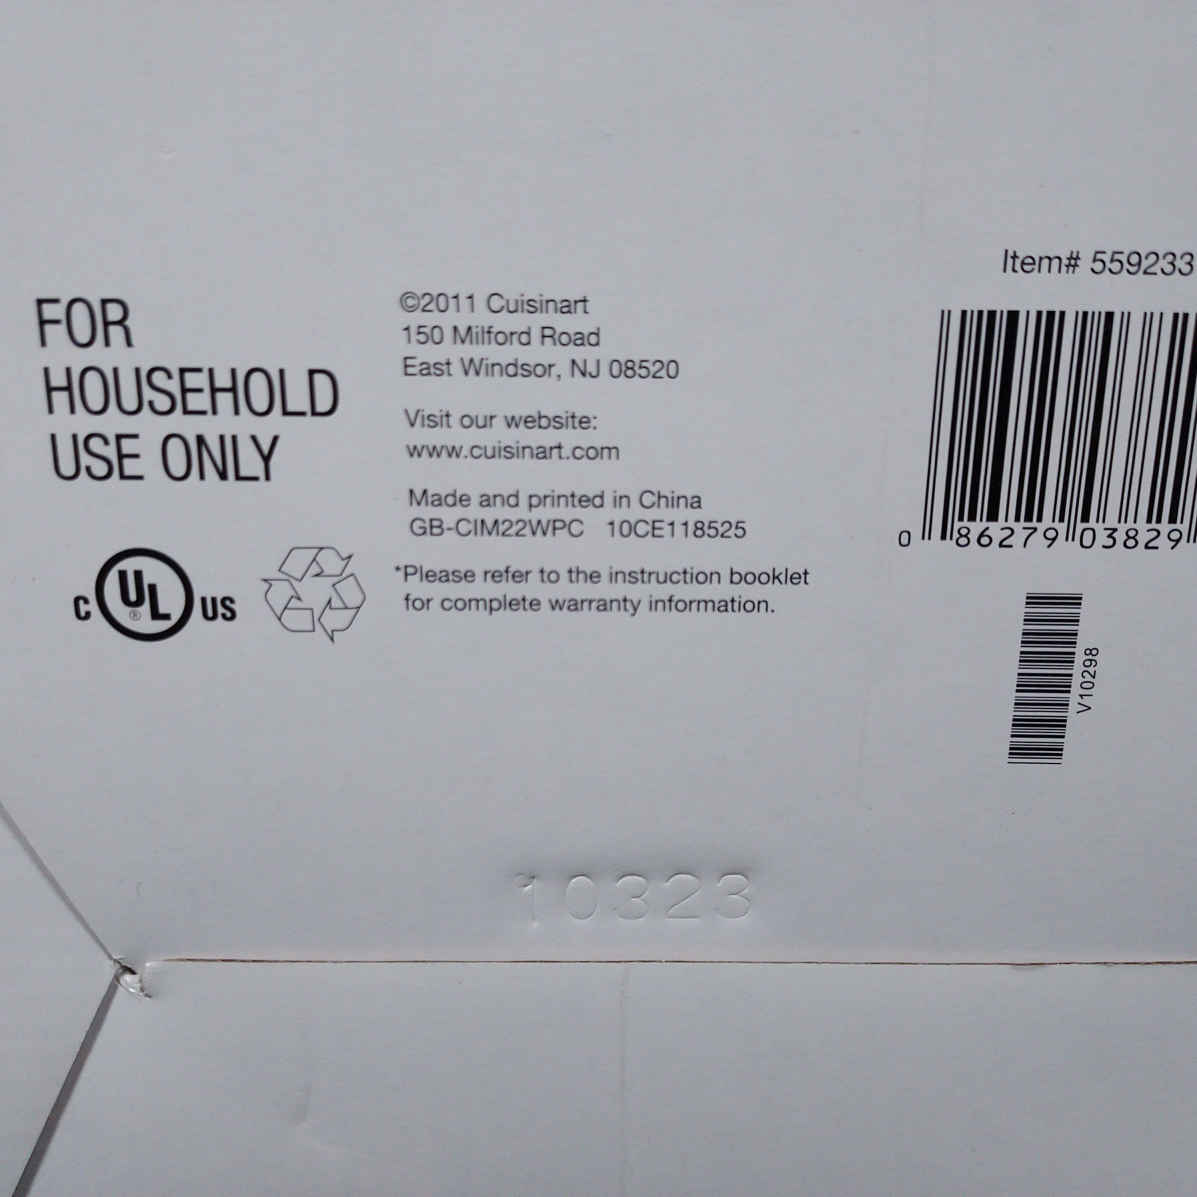 FOR
HOUSEHOLD
USE ONLY
C UL ® US
©2011 Cuisinart
150 Milford Road
East Windsor, NJ 08520
Visit our website:
www.cuisinart.com
Made and printed in China
GB-CIM22WPC 10CE118525
*Please refer to the instruction booklet
for complete warranty information.
Item# 559233
0 86279 03829
V10298
10323